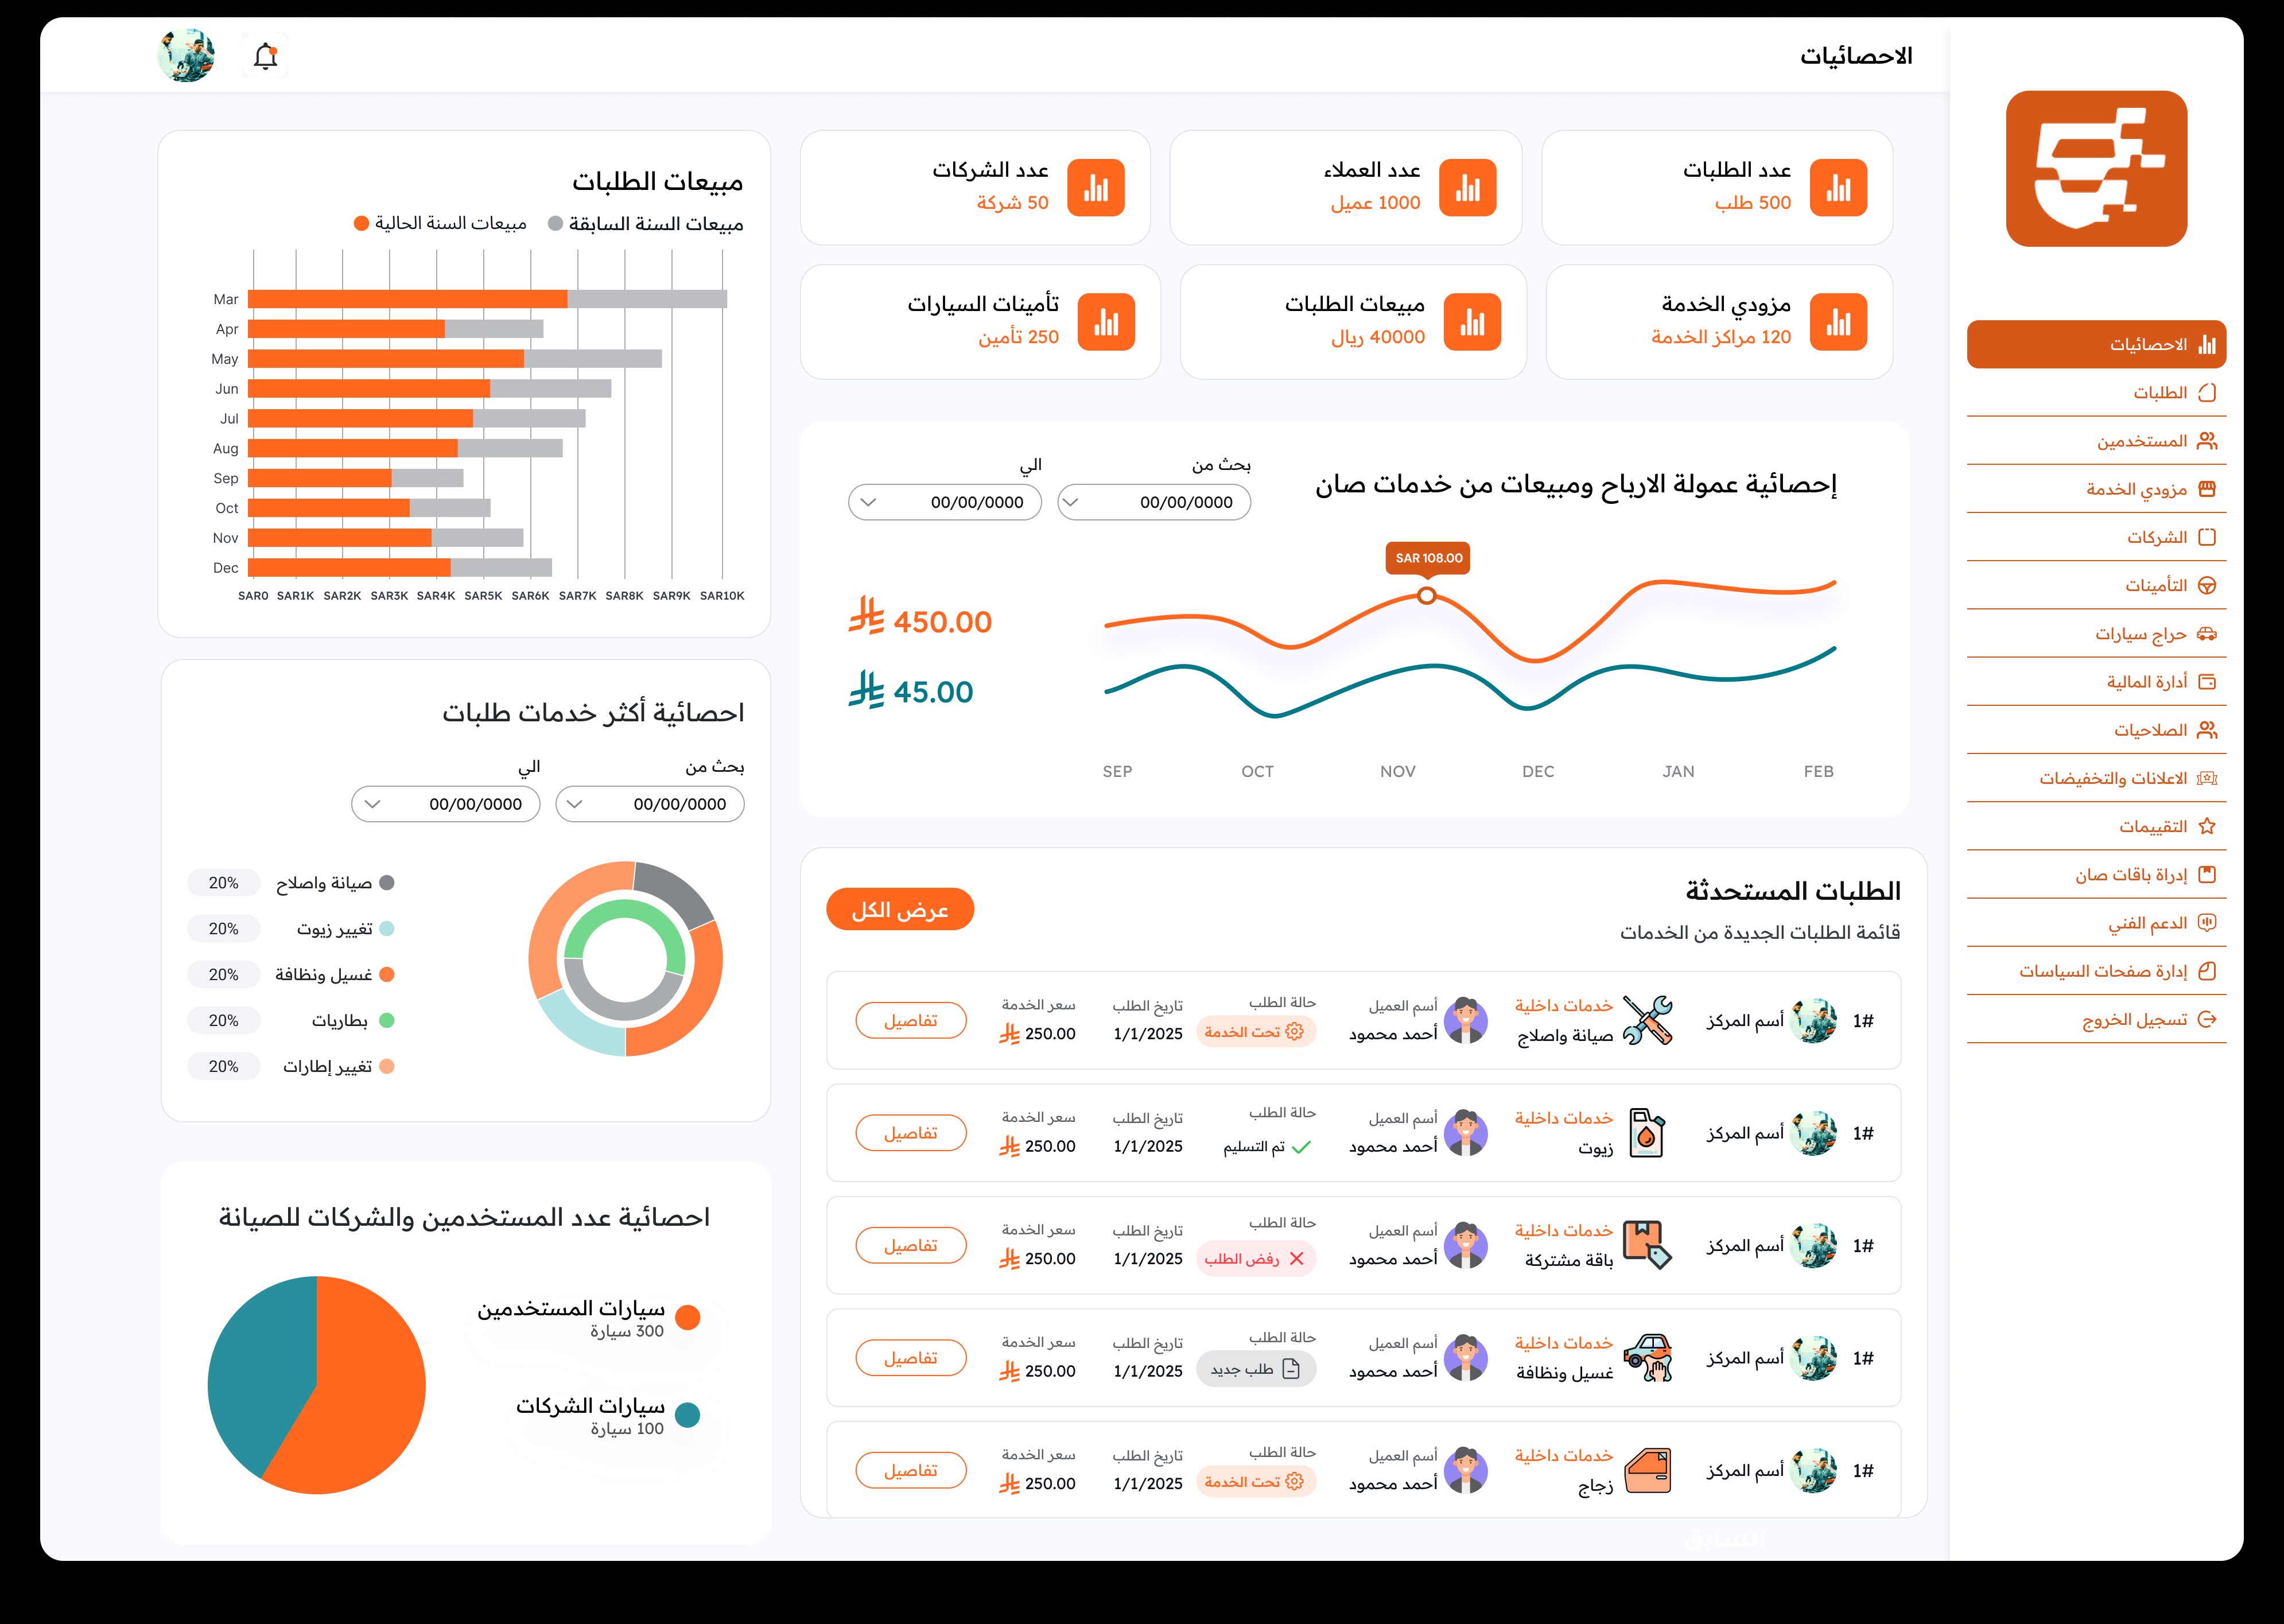 الاحصائيات
الاحصائيات
الطلبات
المستخدمين
مزودي الخدمة
الشركات
التأمينات
حراج سيارات
أدارة المالية
الصلاحيات
الاعلانات والتخفيضات
التقييمات
إدراة باقات صان
الدعم الفني
إدارة صفحات السياسات
تسجيل الخروج
عدد الطلبات
500 طلب
عدد العملاء
1000 عميل
عدد الشركات
50 شركة
مزودي الخدمة
120 مراكز الخدمة
مبيعات الطلبات
40000 ريال
تأمينات السيارات
250 تأمين
إحصائية عمولة الارباح ومبيعات من خدمات صان
بحث من
00/00/0000
الي
00/00/0000
SAR 108.00
450.00
45.00
SEP OCT NOV DEC JAN FEB
الطلبات المستحدثة
قائمة الطلبات الجديدة من الخدمات
عرض الكل
1#
أسم المركز
خدمات داخلية
صيانة واصلاح
أسم العميل
أحمد محمود
حالة الطلب
تحت الخدمة
تاريخ الطلب
1/1/2025
سعر الخدمة
250.00
تفاصيل
1#
أسم المركز
خدمات داخلية
زيوت
أسم العميل
أحمد محمود
حالة الطلب
تم التسليم
تاريخ الطلب
1/1/2025
سعر الخدمة
250.00
تفاصيل
1#
أسم المركز
خدمات داخلية
باقة مشتركة
أسم العميل
أحمد محمود
حالة الطلب
رفض الطلب
تاريخ الطلب
1/1/2025
سعر الخدمة
250.00
تفاصيل
1#
أسم المركز
خدمات داخلية
غسيل ونظافة
أسم العميل
أحمد محمود
حالة الطلب
طلب جديد
تاريخ الطلب
1/1/2025
سعر الخدمة
250.00
تفاصيل
1#
أسم المركز
خدمات داخلية
زجاج
أسم العميل
أحمد محمود
حالة الطلب
تحت الخدمة
تاريخ الطلب
1/1/2025
سعر الخدمة
250.00
تفاصيل
السابق
مبيعات الطلبات
مبيعات السنة السابقة
مبيعات السنة الحالية
Mar
Apr
May
Jun
Jul
Aug
Sep
Oct
Nov
Dec
SAR0 SAR1K SAR2K SAR3K SAR4K SAR5K SAR6K SAR7K SAR8K SAR9K SAR10K
احصائية أكثر خدمات طلبات
بحث من
00/00/0000
الي
00/00/0000
صيانة واصلاح 20%
تغيير زيوت 20%
غسيل ونظافة 20%
بطاريات 20%
تغيير إطارات 20%
احصائية عدد المستخدمين والشركات للصيانة
سيارات المستخدمين
300 سيارة
سيارات الشركات
100 سيارة